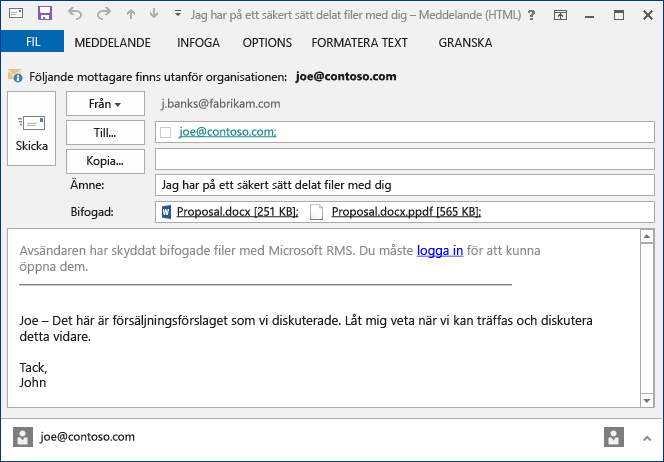 Jag har på ett säkert sätt delat filer med dig – Meddelande (HTML) ?
FIL MEDDELANDE INFOGA OPTIONS FORMATERA TEXT GRANSKA
Följande mottagare finns utanför organisationen: joe@contoso.com
Skicka
Från j.banks@fabrikam.com
Till... joe@contoso.com;
Kopia...
Ämne: Jag har på ett säkert sätt delat filer med dig
Bifogad: Proposal.docx [251 KB]; Proposal.docx.ppdf [565 KB];
Avsändaren har skyddat bifogade filer med Microsoft RMS. Du måste logga in för att kunna
öppna dem.
Joe – Det här är försäljningsförslaget som vi diskuterade. Låt mig veta när vi kan träffas och diskutera
detta vidare.
Tack,
John
joe@contoso.com